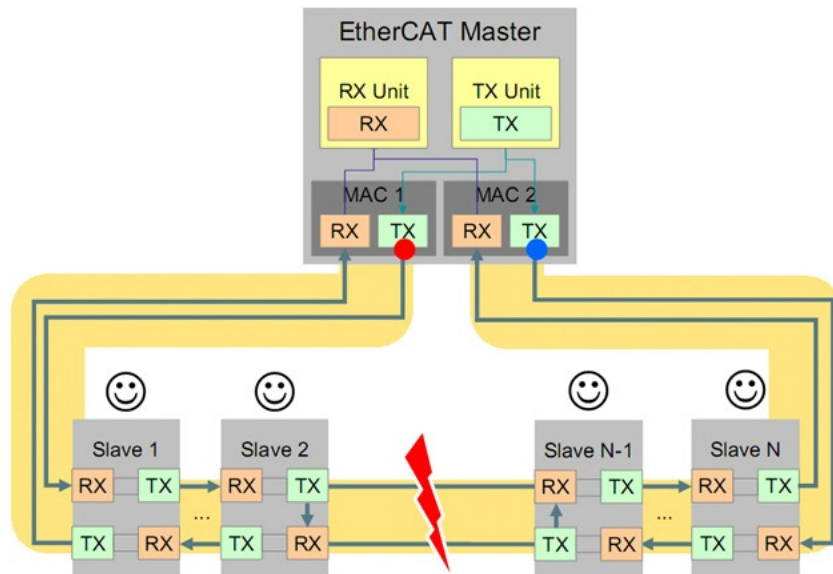 EtherCAT Master
RX Unit TX Unit
RX TX
MAC 1 MAC 2
RX TX RX TX
Slave 1 Slave 2 Slave N-1 Slave N
RX TX RX TX RX TX RX TX
... ...
TX RX TX RX TX RX TX RX